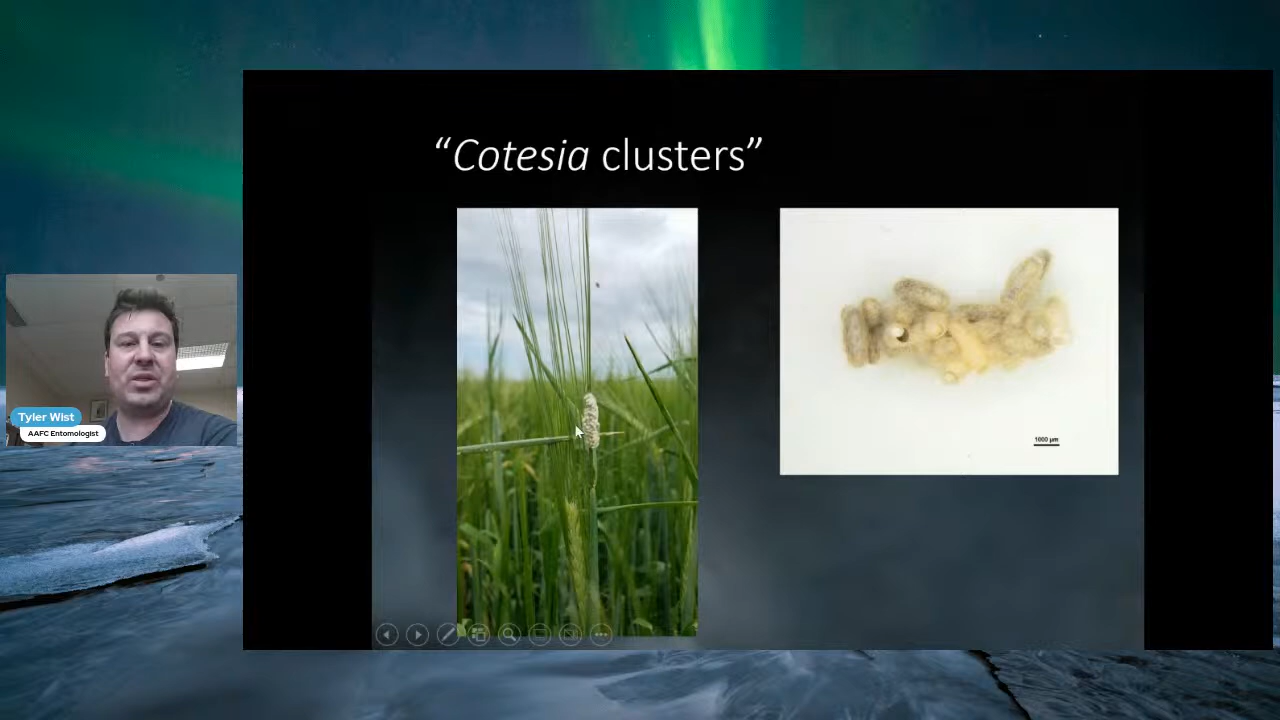 “Cotesia clusters”
Tyler Wist
AAFC Entomologist
1000 µm